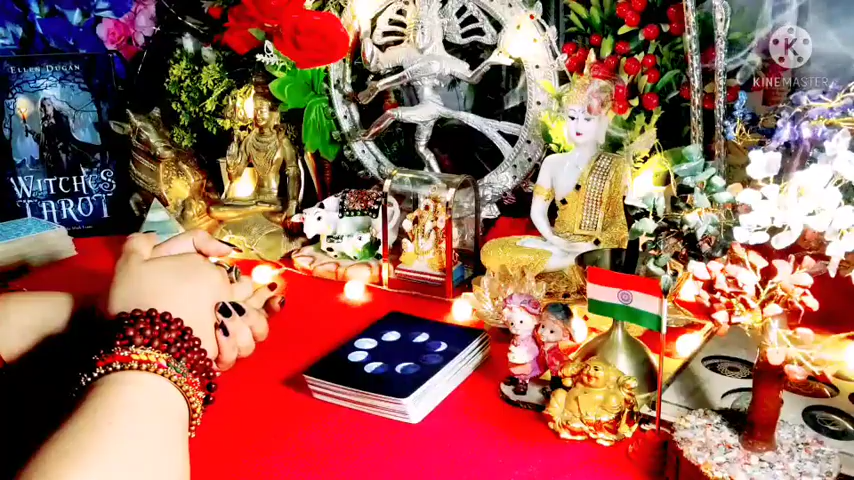 ELLEN DUGAN
WITCHES
TAROT
K
KINEMASTER